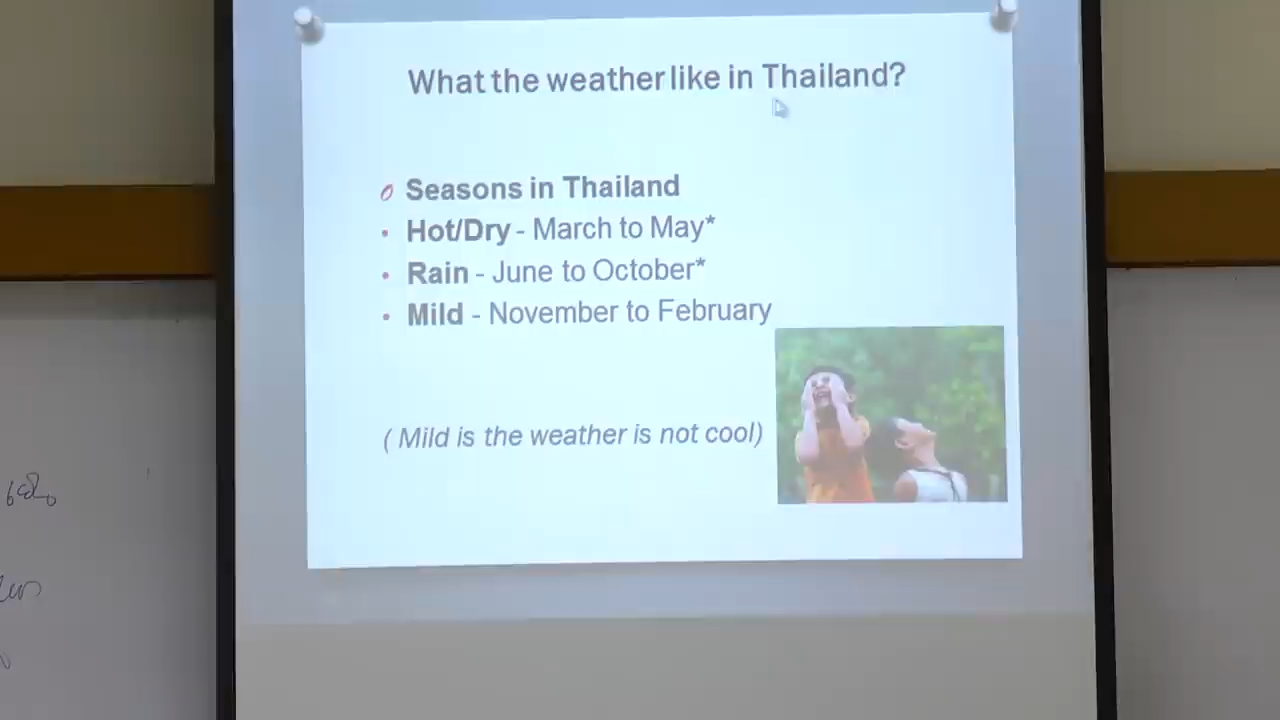 What the weather like in Thailand?
Seasons in Thailand
• Hot/Dry - March to May*
• Rain - June to October*
• Mild - November to February
( Mild is the weather is not cool)